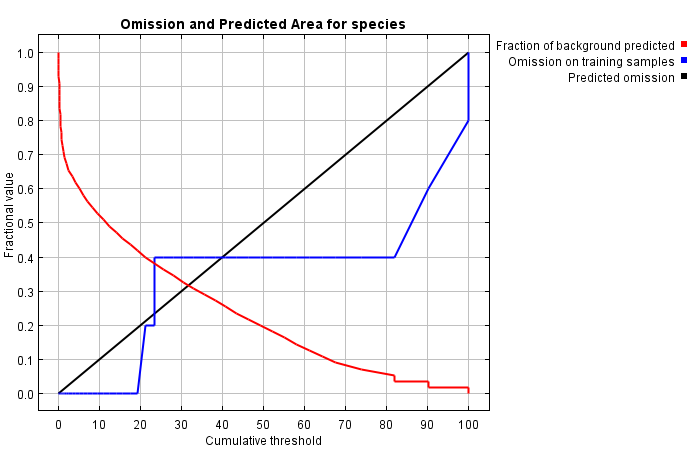 Omission and Predicted Area for species
Fraction of background predicted
Omission on training samples
Predicted omission
Fractional value
1.0
0.9
0.8
0.7
0.6
0.5
0.4
0.3
0.2
0.1
0.0
0 10 20 30 40 50 60 70 80 90 100
Cumulative threshold